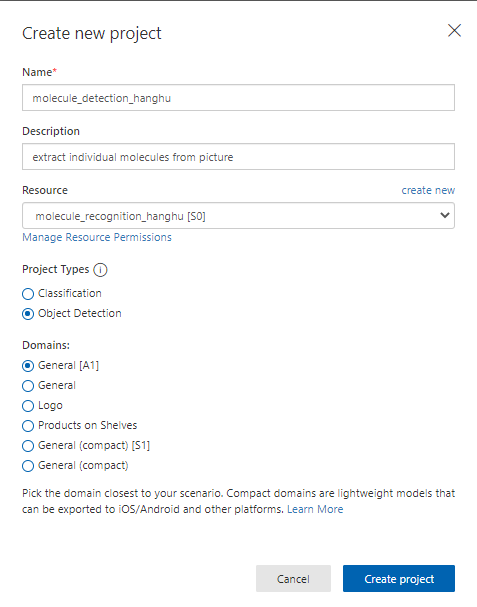 Create new project
Name*
molecule_detection_hanghu
Description
extract individual molecules from picture
Resource create new
molecule_recognition_hanghu [S0]
Manage Resource Permissions
Project Types i
Classification
Object Detection
Domains:
General [A1]
General
Logo
Products on Shelves
General (compact) [S1]
General (compact)
Pick the domain closest to your scenario. Compact domains are lightweight models that
can be exported to iOS/Android and other platforms. Learn More
Cancel Create project